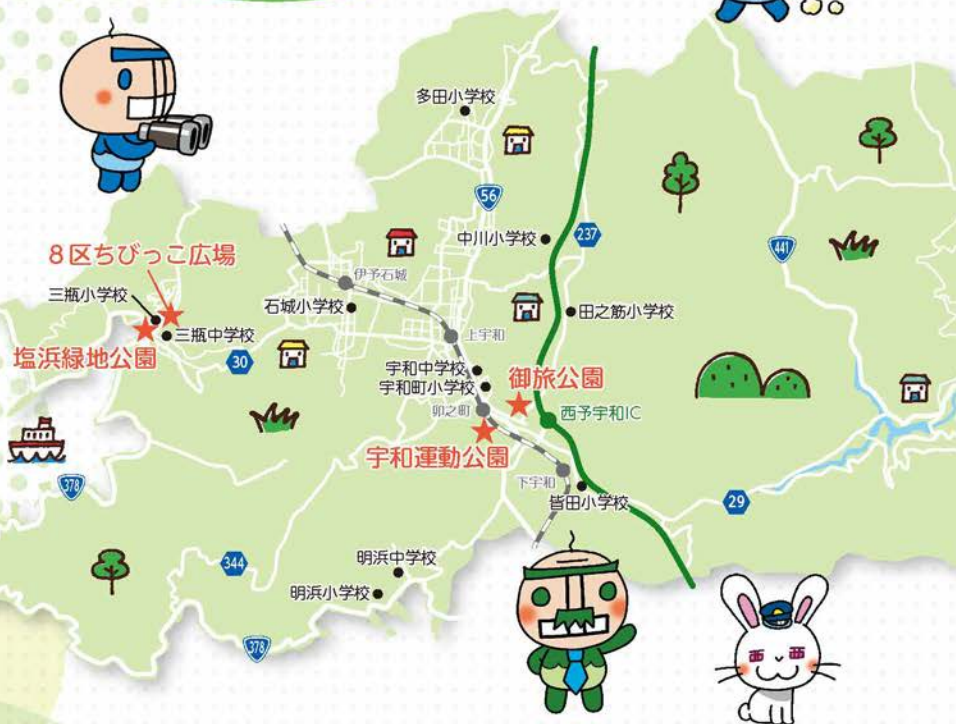 多田小学校
56
中川小学校
237
441
8区ちびっこ広場
三瓶小学校
伊予石城
石城小学校
田之筋小学校
三瓶中学校
上宇和
塩浜緑地公園
30
宇和中学校
宇和町小学校
御旅公園
卯之町
西予宇和IC
宇和運動公園
378
下宇和
皆田小学校
29
明浜中学校
344
明浜小学校
378
西 西